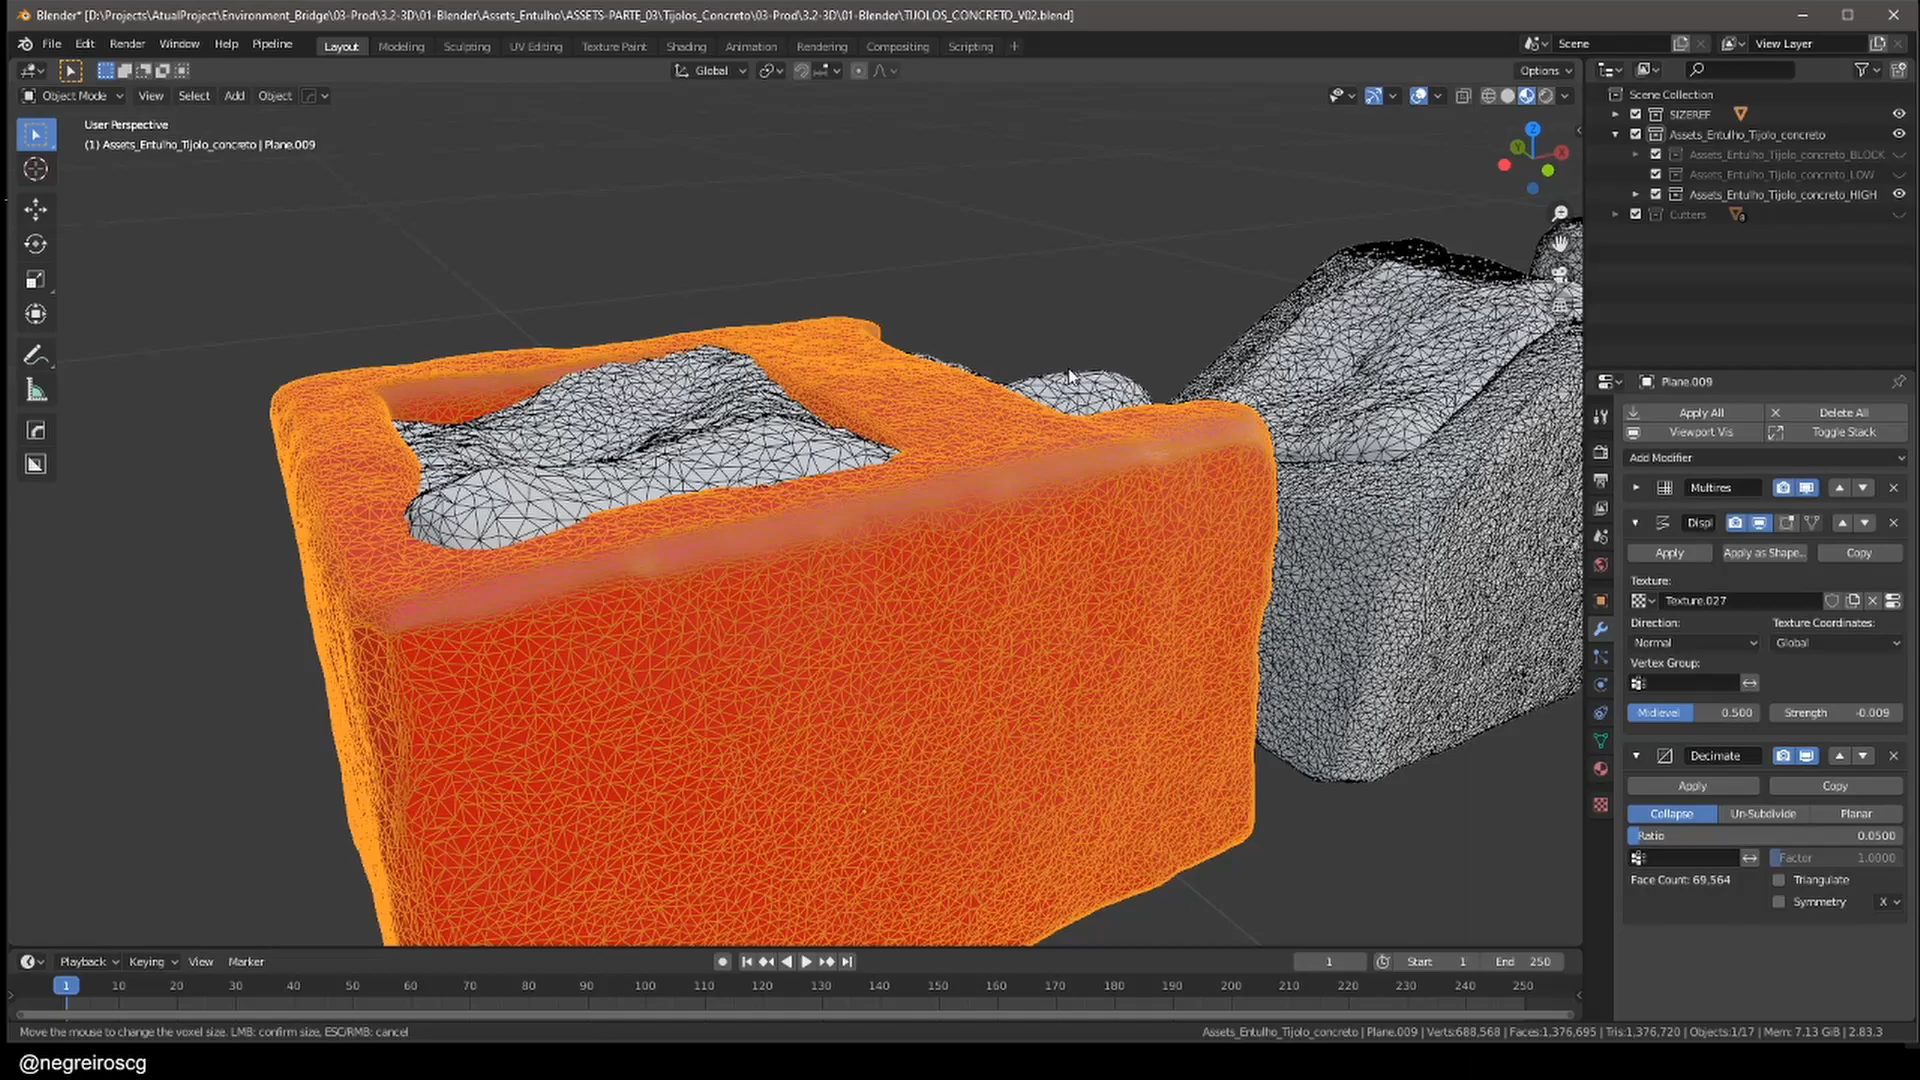 Blender* [D:\Projects\AtualProject\Environment_Bridge\03-Prod\3.2-3D\01-Blender\Assets_Entulho\ASSETS-PARTE_03\Tijolos_Concreto\03-Prod\3.2-3D\01-Blender\TIJOLOS_CONCRETO_V02.blend]
File Edit Render Window Help Pipeline Layout Modeling Sculpting UV Editing Texture Paint Shading Animation Rendering Compositing Scripting + Scene View Layer
Global Options
Object Mode View Select Add Object
User Perspective
(1) Assets_Entulho_Tijolo_concreto | Plane.009
Z
Y
X
Scene Collection
SIZEREF
Assets_Entulho_Tijolo_concreto
Assets_Entulho_Tijolo_concreto_BLOCK
Assets_Entulho_Tijolo_concreto_LOW
Assets_Entulho_Tijolo_concreto_HIGH
Cutters
Plane.009
Apply All Delete All
Viewport Vis Toggle Stack
Add Modifier
Multires
Displ
Apply Apply as Shape... Copy
Texture:
Texture.027
Direction: Texture Coordinates:
Normal Global
Vertex Group:
Midlevel 0.500 Strength -0.009
Decimate
Apply Copy
Collapse Un-Subdivide Planar
Ratio 0.0500
Factor 1.0000
Face Count: 69,564 Triangulate
Symmetry X
Playback Keying View Marker 1 Start 1 End 250
1 10 20 30 40 50 60 70 80 90 100 110 120 130 140 150 160 170 180 190 200 210 220 230 240 250
Move the mouse to change the voxel size. LMB: confirm size, ESC/RMB: cancel
Assets_Entulho_Tijolo_concreto | Plane.009 | Verts:688,568 | Faces:1,376,695 | Tris:1,376,720 | Objects:1/17 | Mem: 7.13 GiB | 2.83.3
@negreiroscg